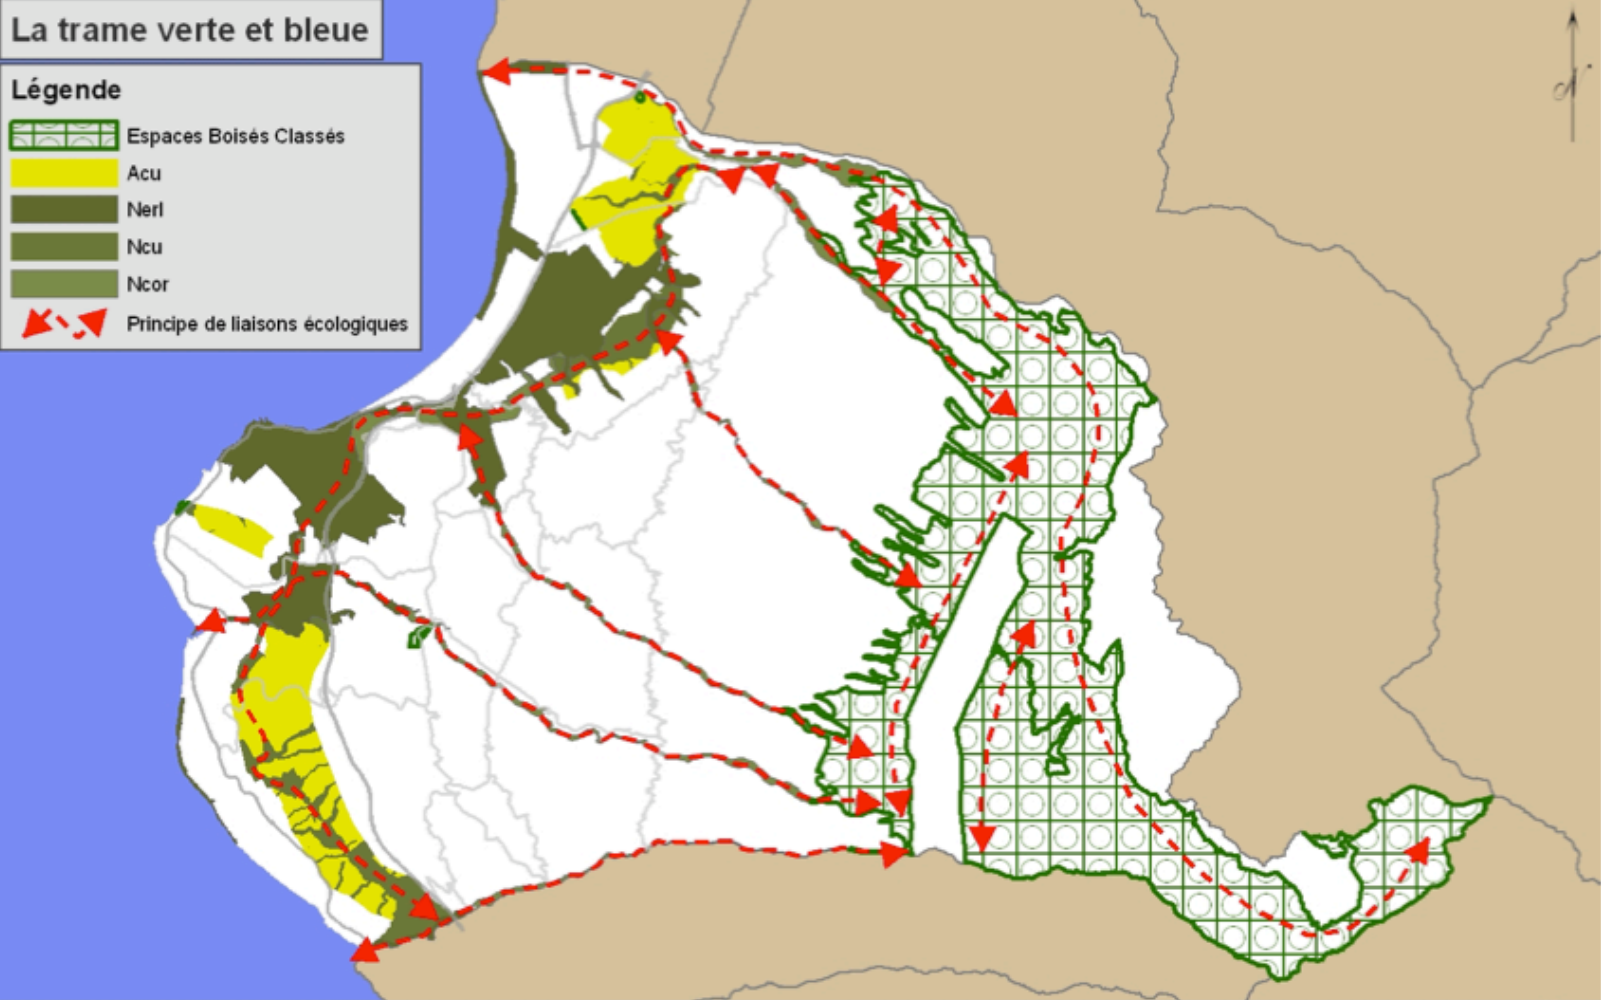 La trame verte et bleue
Légende
Espaces Boisés Classés
Acu
Nerl
Ncu
Ncor
Principe de liaisons écologiques
N